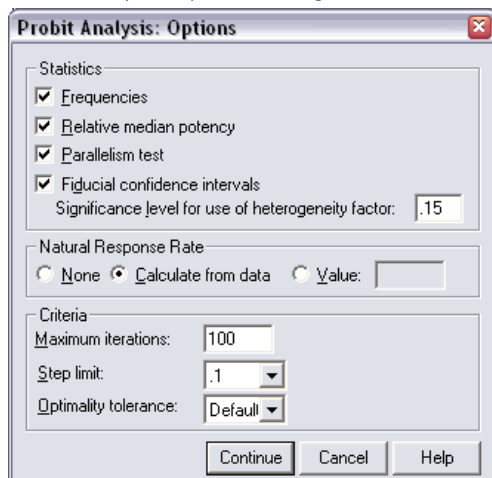 Probit Analysis: Options
Statistics
Frequencies
Relative median potency
Parallelism test
Fiducial confidence intervals
Significance level for use of heterogeneity factor: .15
Natural Response Rate
None Calculate from data Value:
Criteria
Maximum iterations: 100
Step limit: .1
Optimality tolerance: Default
Continue Cancel Help